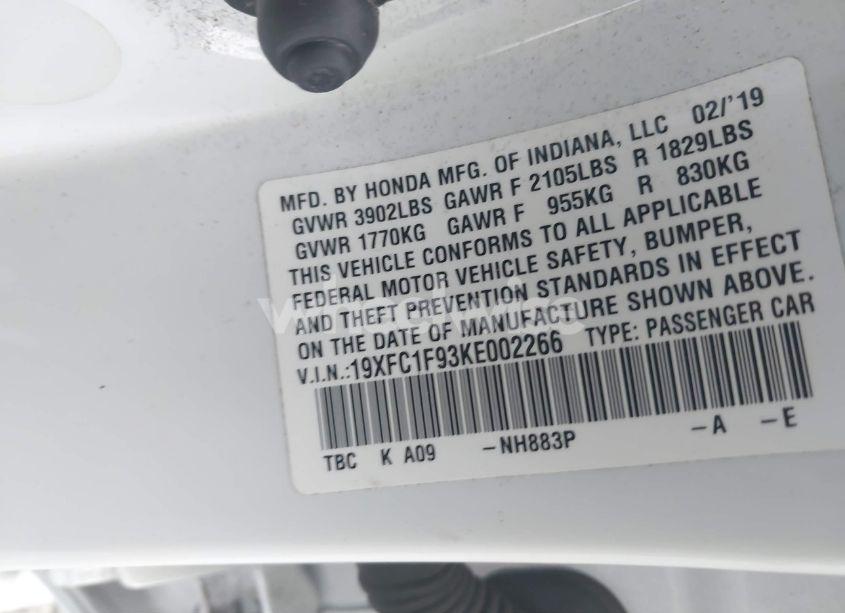 MFD. BY HONDA MFG. OF INDIANA, LLC 02/'19
GVWR 3902LBS GAWR F 2105LBS R 1829LBS
GVWR 1770KG GAWR F 955KG R 830KG
THIS VEHICLE CONFORMS TO ALL APPLICABLE
FEDERAL MOTOR VEHICLE SAFETY, BUMPER,
AND THEFT PREVENTION STANDARDS IN EFFECT
ON THE DATE OF MANUFACTURE SHOWN ABOVE.
V.I.N.:19XFC1F93KE002266 TYPE: PASSENGER CAR
TBC K A09 -NH883P -A -E